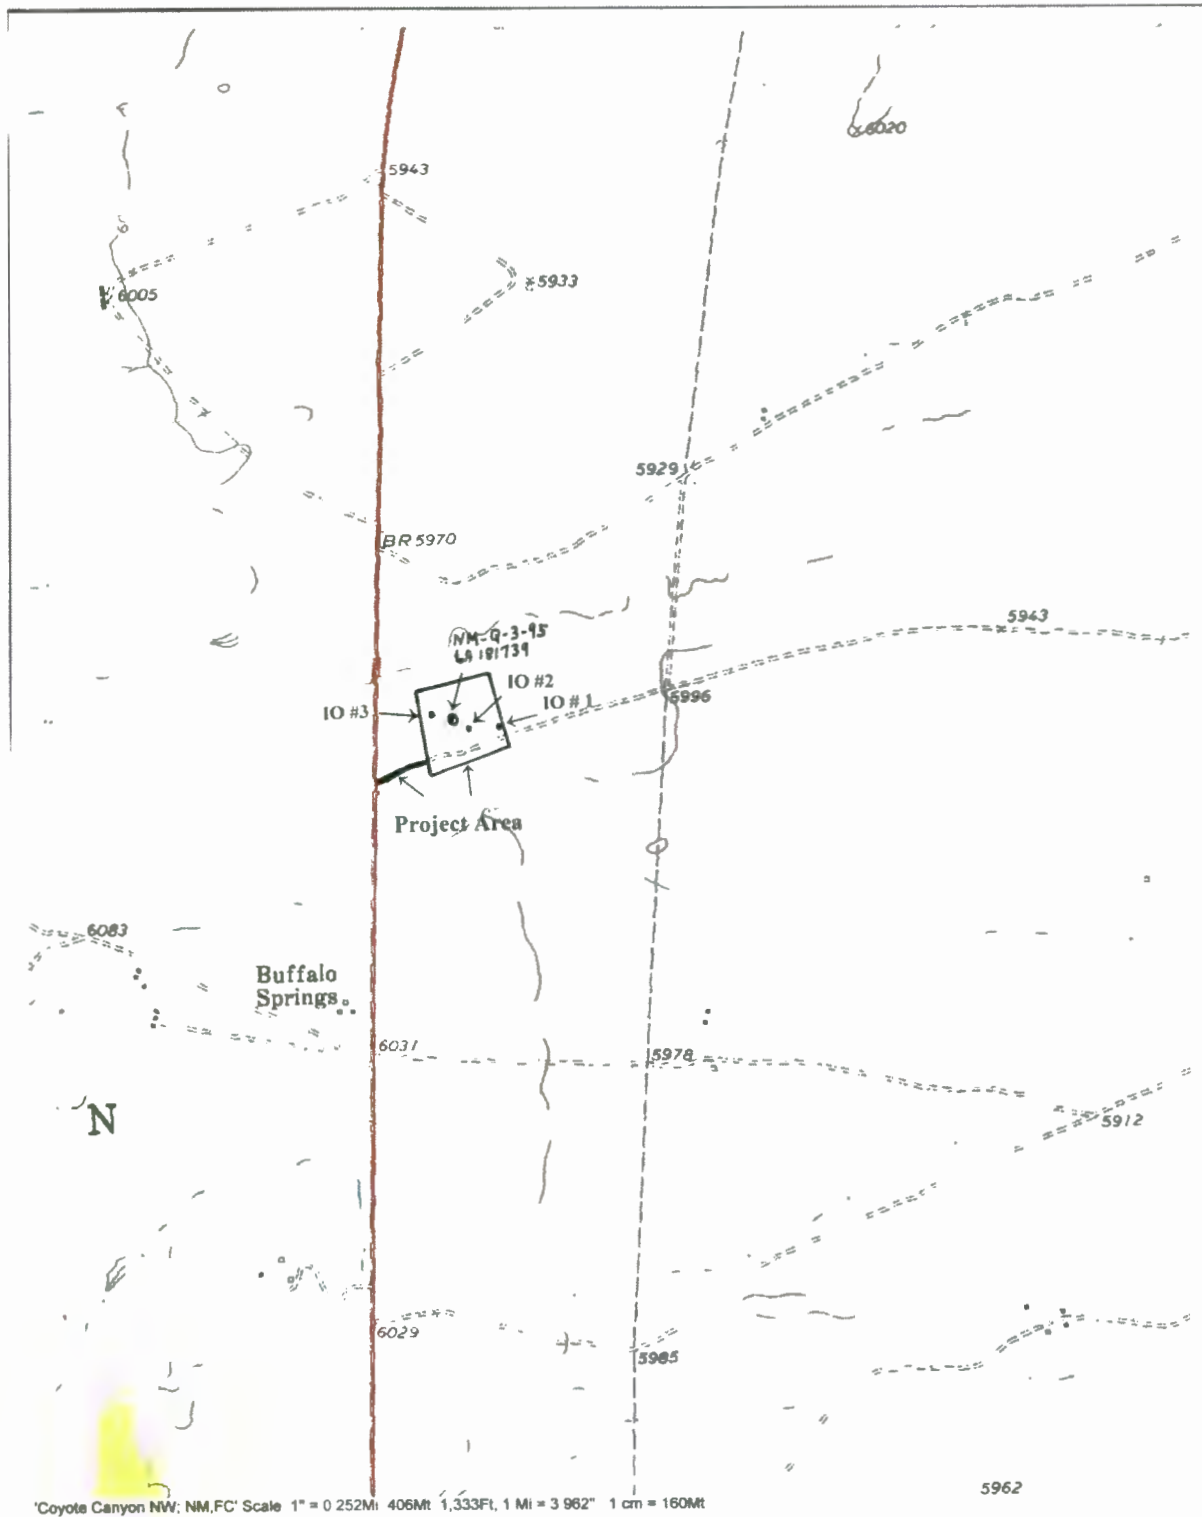 6020
5943
5933
6005
5929
BR 5970
NM-Q-3-95
LA 181739
5943
IO #2
IO #1
5996
IO #3
Project Area
6083
Buffalo
Springs
6031
5978
N
5912
6029
5985
5962
'Coyote Canyon NW; NM,FC' Scale 1" = 0 252Mi 406Mt 1,333Ft, 1 Mi = 3 962" 1 cm = 160Mt